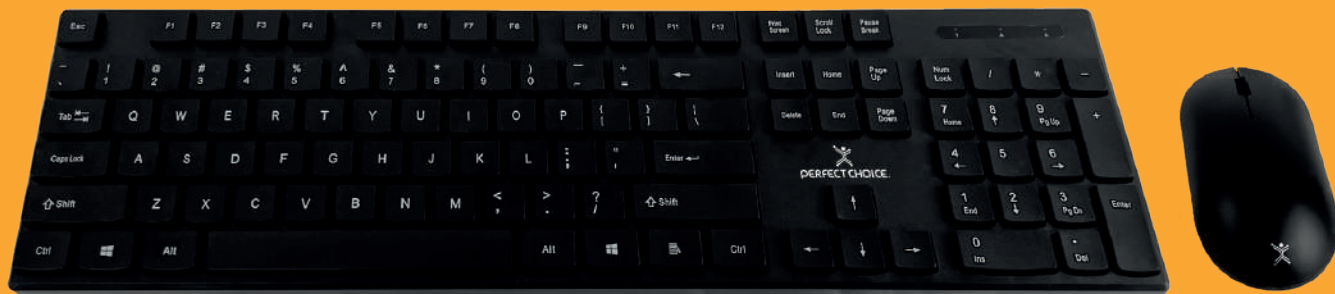 Esc F1 F2 F3 F4 F5 F6 F7 F8 F9 F10 F11 F12 Print Screen Scroll Lock Pause Break
~ ` ! 1 @ 2 # 3 $ 4 % 5 ^ 6 & 7 * 8 ( 9 ) 0 + = Insert Home Page Up Num Lock / * -
Tab Q W E R T Y U I O P { [ } ] | \ Delete End Page Down 7 Home 8 9 Pg Up +
Caps Lock A S D F G H J K L : ; " ' Enter 4 5 6
PERFECT CHOICE
Shift Z X C V B N M < , > . ? / Shift 1 End 2 3 Pg Dn Enter
Ctrl Alt Alt Ctrl 0 Ins . Del